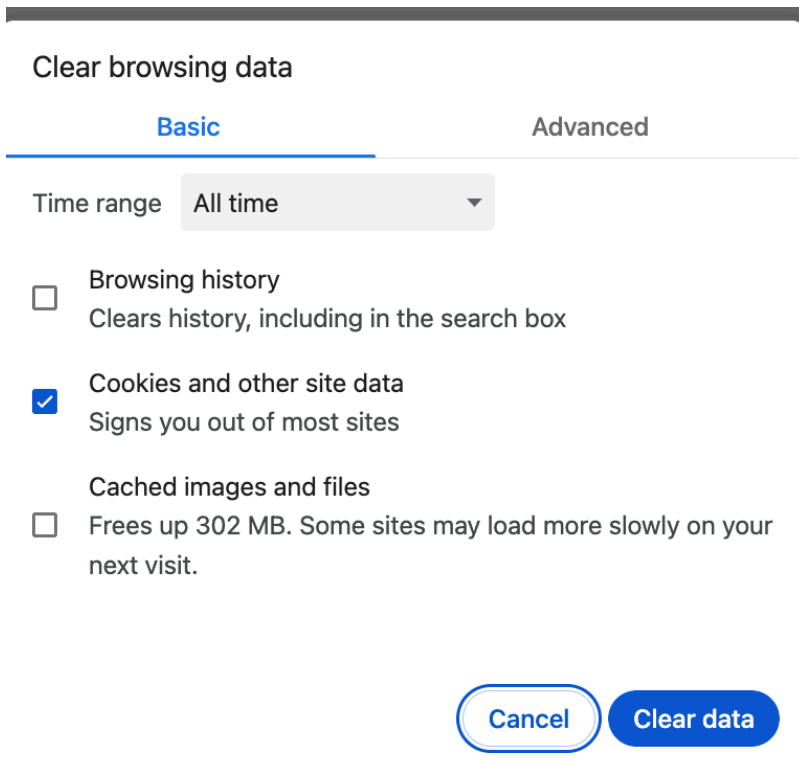 Clear browsing data
Basic
Advanced
Time range
All time
Browsing history
Clears history, including in the search box
Cookies and other site data
Signs you out of most sites
Cached images and files
Frees up 302 MB. Some sites may load more slowly on your
next visit.
Cancel
Clear data